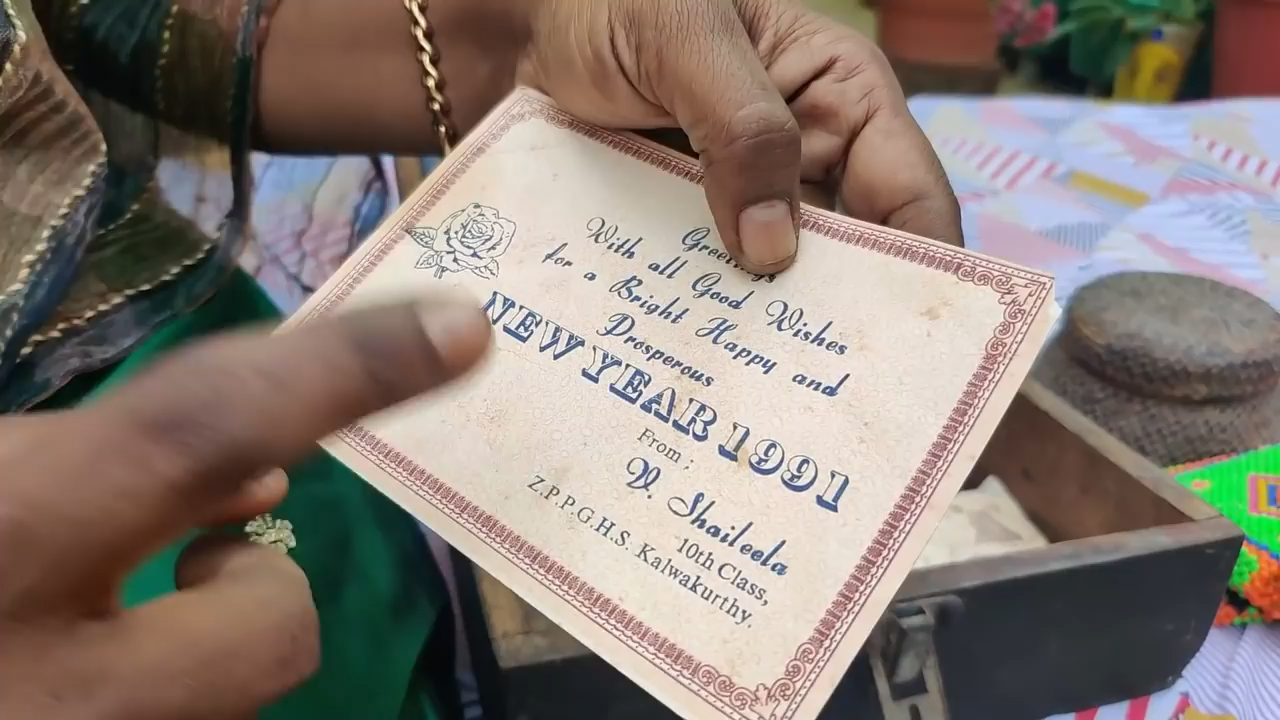 Greetings
With all Good Wishes
for a Bright Happy and
Prosperous
NEW YEAR 1991
From :
V. Shaileela
10th Class,
Z.P.P.G.H.S. Kalwakurthy.